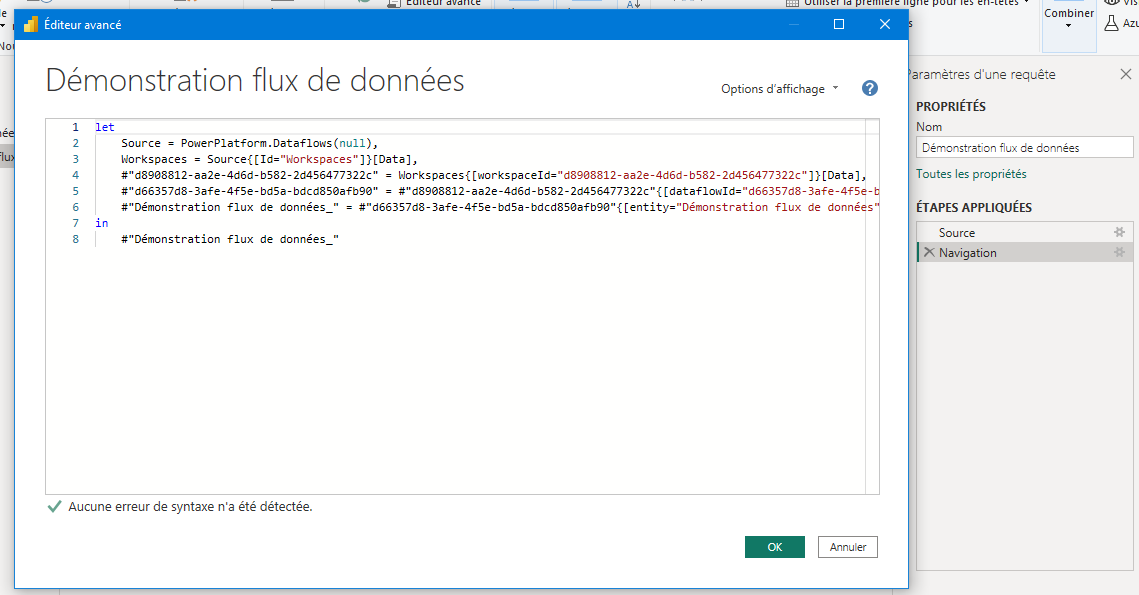 Éditeur avancé
Utiliser la première ligne pour les en-têtes
Combiner
Éditeur avancé
Démonstration flux de données
Options d'affichage
?
1 let
2 Source = PowerPlatform.Dataflows(null),
3 Workspaces = Source{[Id="Workspaces"]}[Data],
4 #"d8908812-aa2e-4d6d-b582-2d456477322c" = Workspaces{[workspaceId="d8908812-aa2e-4d6d-b582-2d456477322c"]}[Data],
5 #"d66357d8-3afe-4f5e-bd5a-bdcd850afb90" = #"d8908812-aa2e-4d6d-b582-2d456477322c"{[dataflowId="d66357d8-3afe-4f5e-b
6 #"Démonstration flux de données_" = #"d66357d8-3afe-4f5e-bd5a-bdcd850afb90"{[entity="Démonstration flux de données"
7 in
8 #"Démonstration flux de données_"
Aucune erreur de syntaxe n'a été détectée.
OK
Annuler
Paramètres d'une requête
PROPRIÉTÉS
Nom
Démonstration flux de données
Toutes les propriétés
ÉTAPES APPLIQUÉES
Source
Navigation